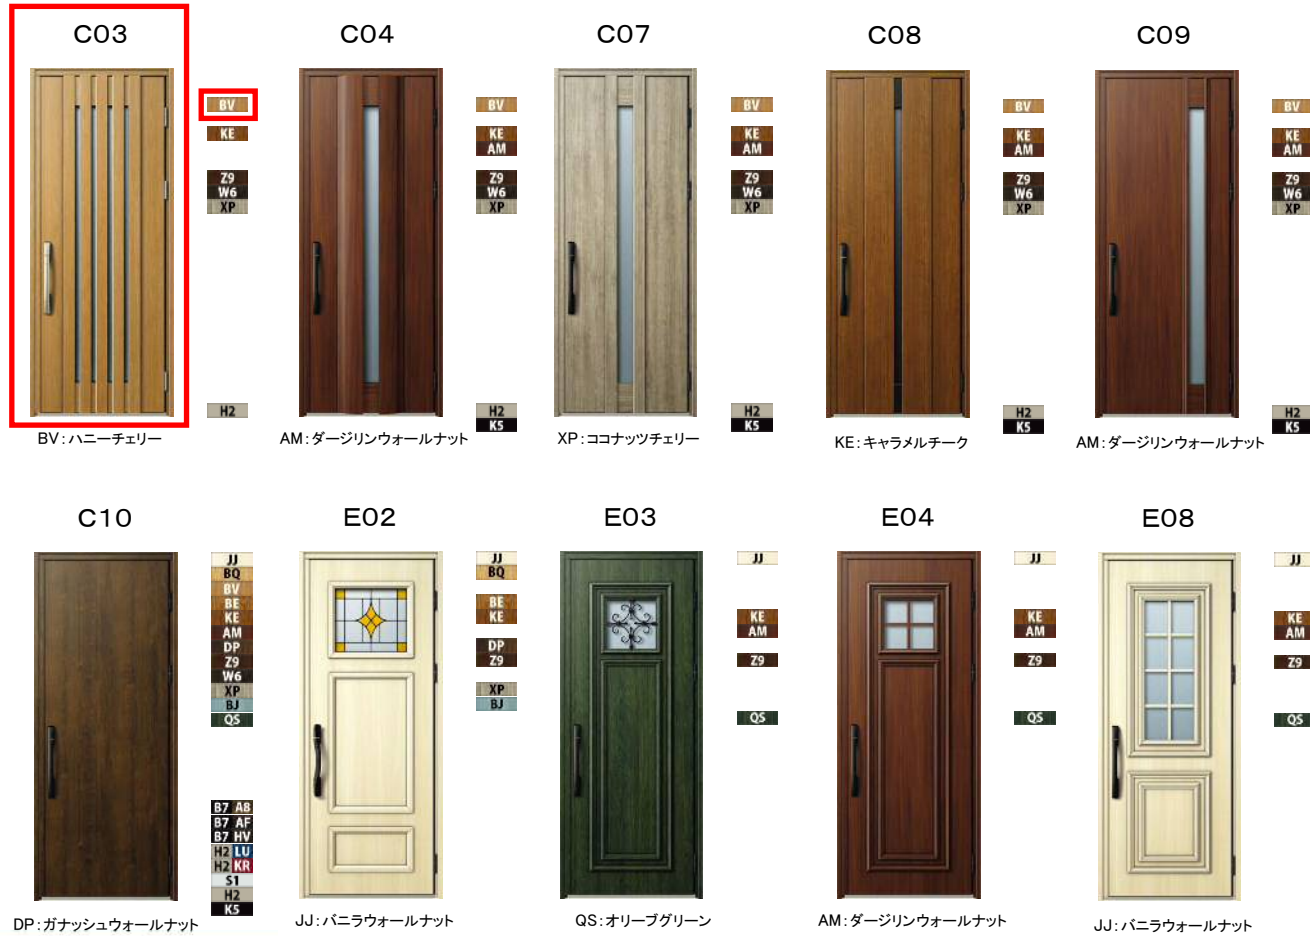 C03
BV
KE
Z9
W6
XP
H2
BV：ハニーチェリー
C04
BV
KE
AM
Z9
W6
XP
H2
K5
AM：ダージリンウォールナット
C07
BV
KE
AM
Z9
W6
XP
H2
K5
XP：ココナッツチェリー
C08
BV
KE
AM
Z9
W6
XP
H2
K5
KE：キャラメルチーク
C09
BV
KE
AM
Z9
W6
XP
H2
K5
AM：ダージリンウォールナット
C10
JJ
BQ
BV
BE
KE
AM
DP
Z9
W6
XP
BJ
QS
B7 A8
B7 AF
B7 HV
H2 LU
H2 KR
S1
H2
K5
DP：ガナッシュウォールナット
E02
JJ
BQ
BE
KE
DP
Z9
XP
BJ
JJ：バニラウォールナット
E03
JJ
KE
AM
Z9
QS
QS：オリーブグリーン
E04
JJ
KE
AM
Z9
QS
AM：ダージリンウォールナット
E08
JJ
KE
AM
Z9
QS
JJ：バニラウォールナット